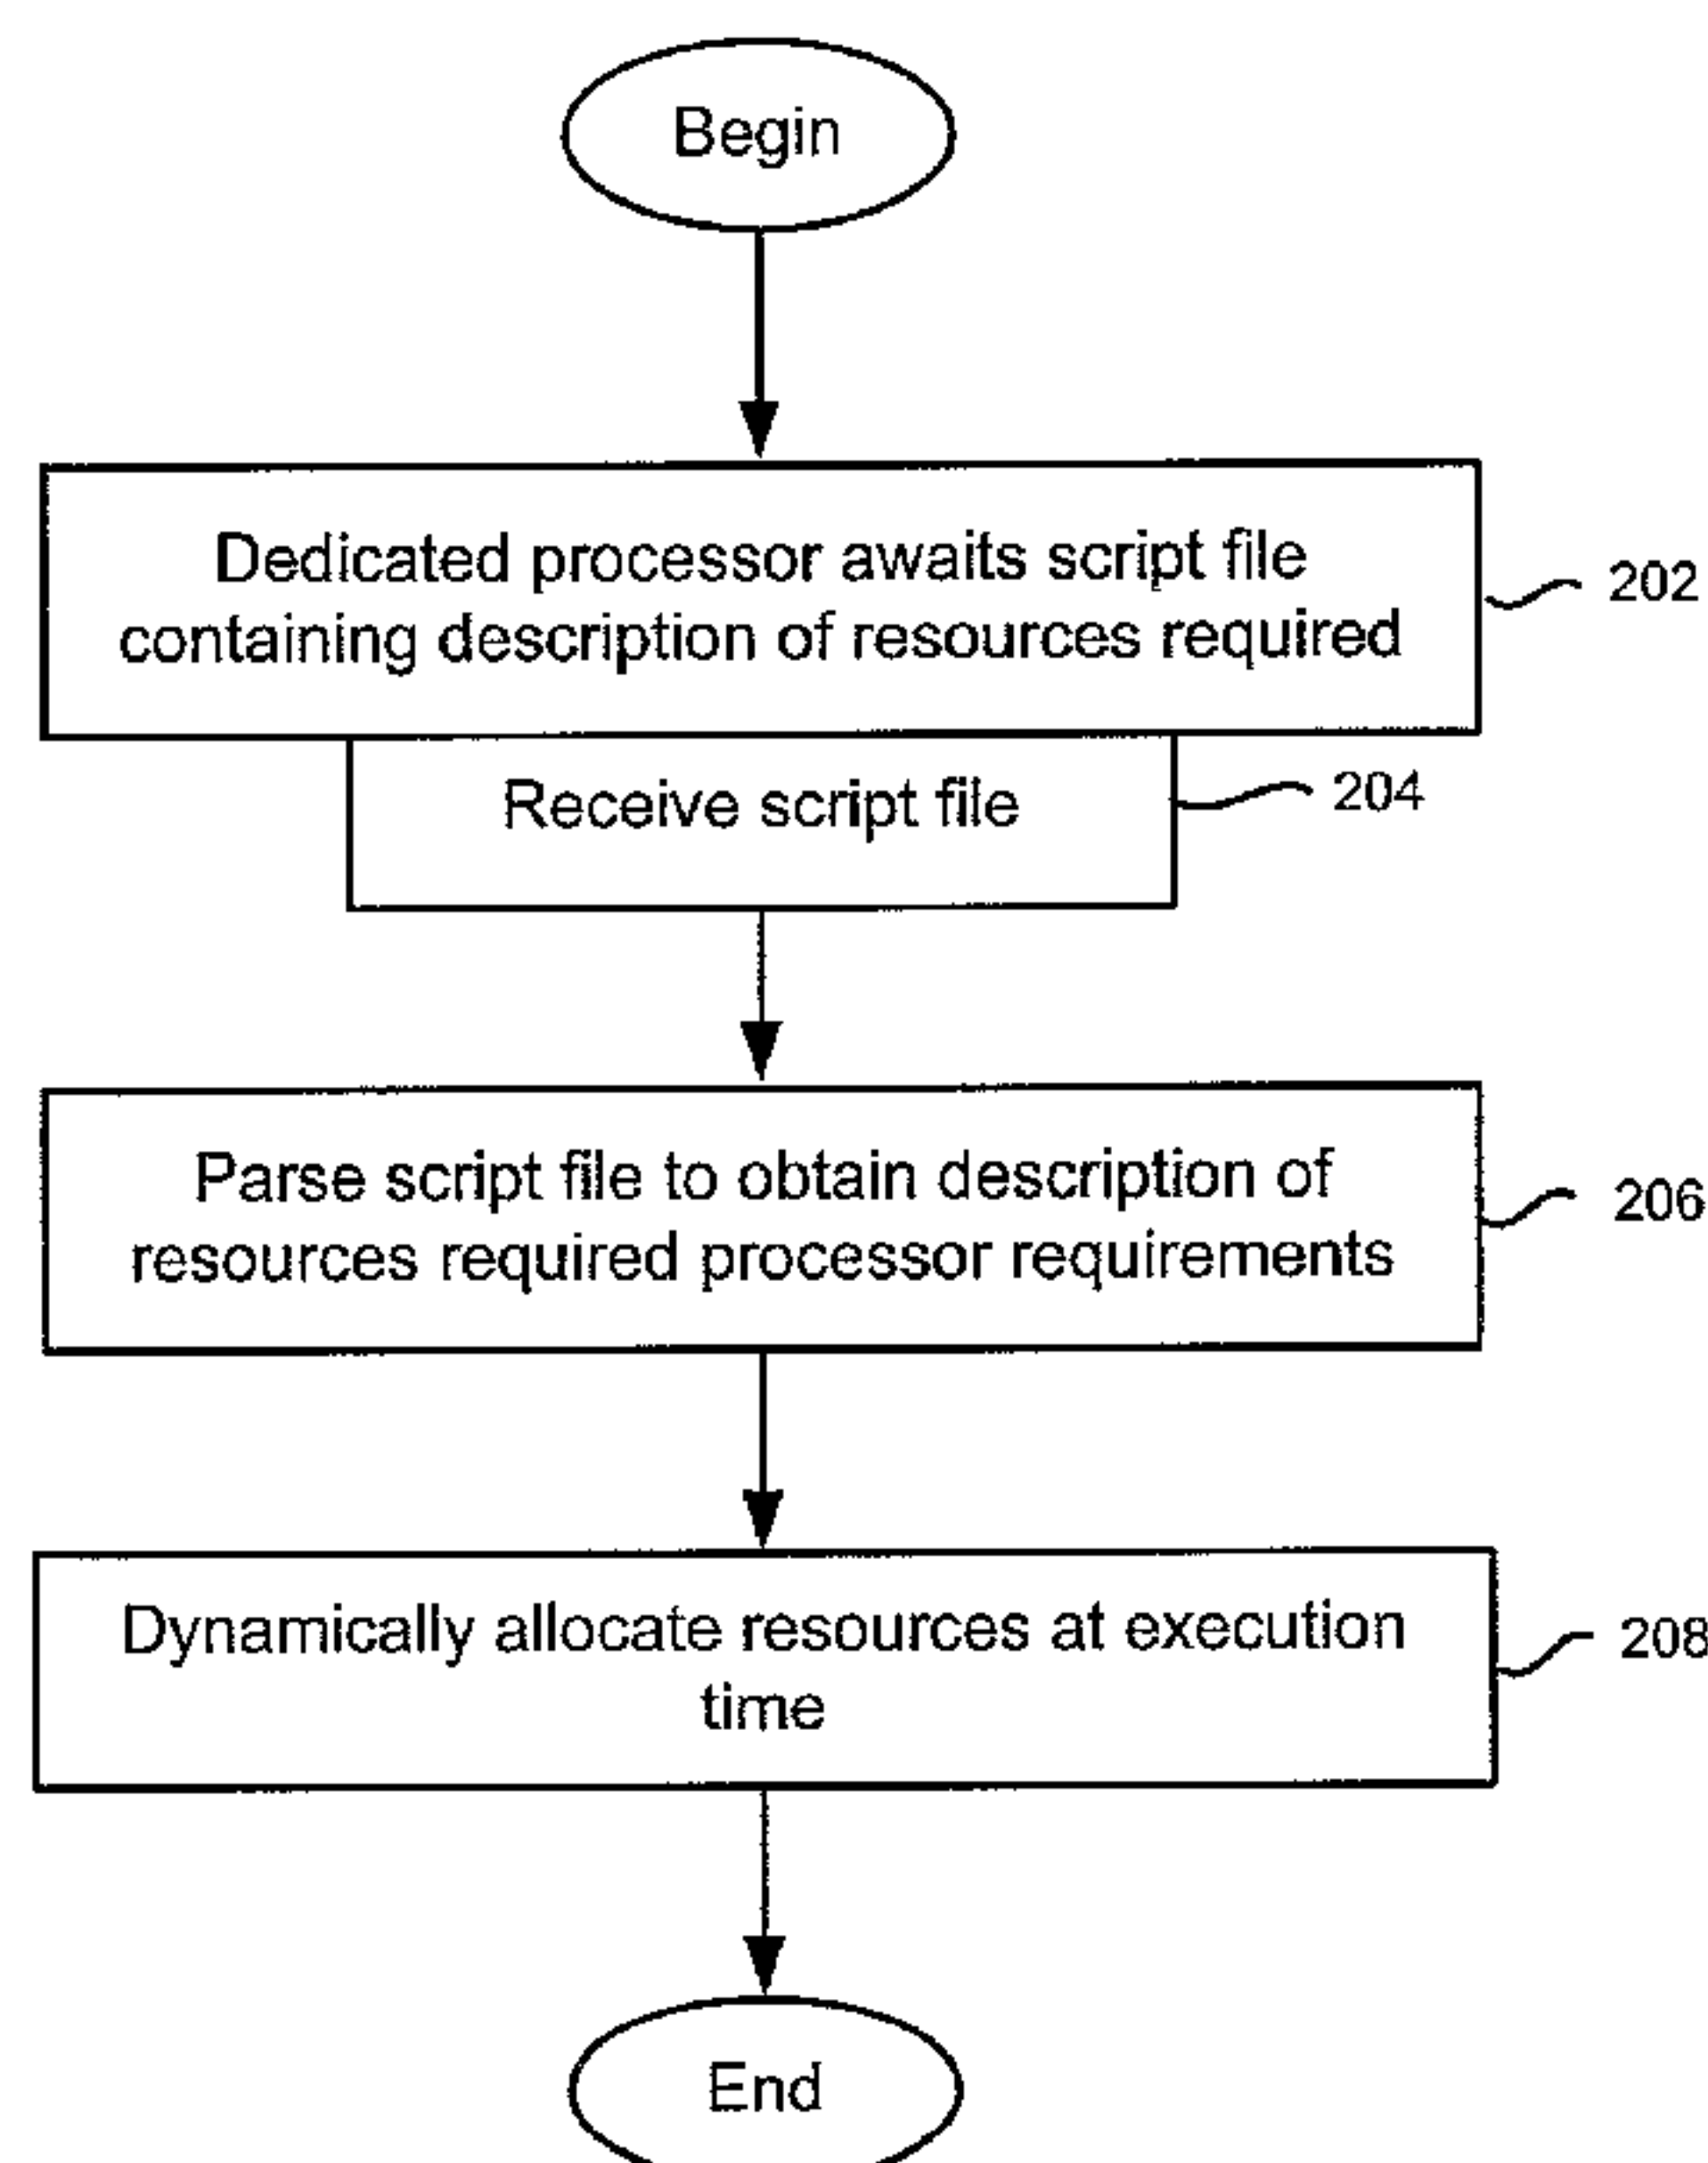 Begin
Dedicated processor awaits script file
containing description of resources required
202
Receive script file
204
Parse script file to obtain description of
resources required processor requirements
206
Dynamically allocate resources at execution
time
208
End